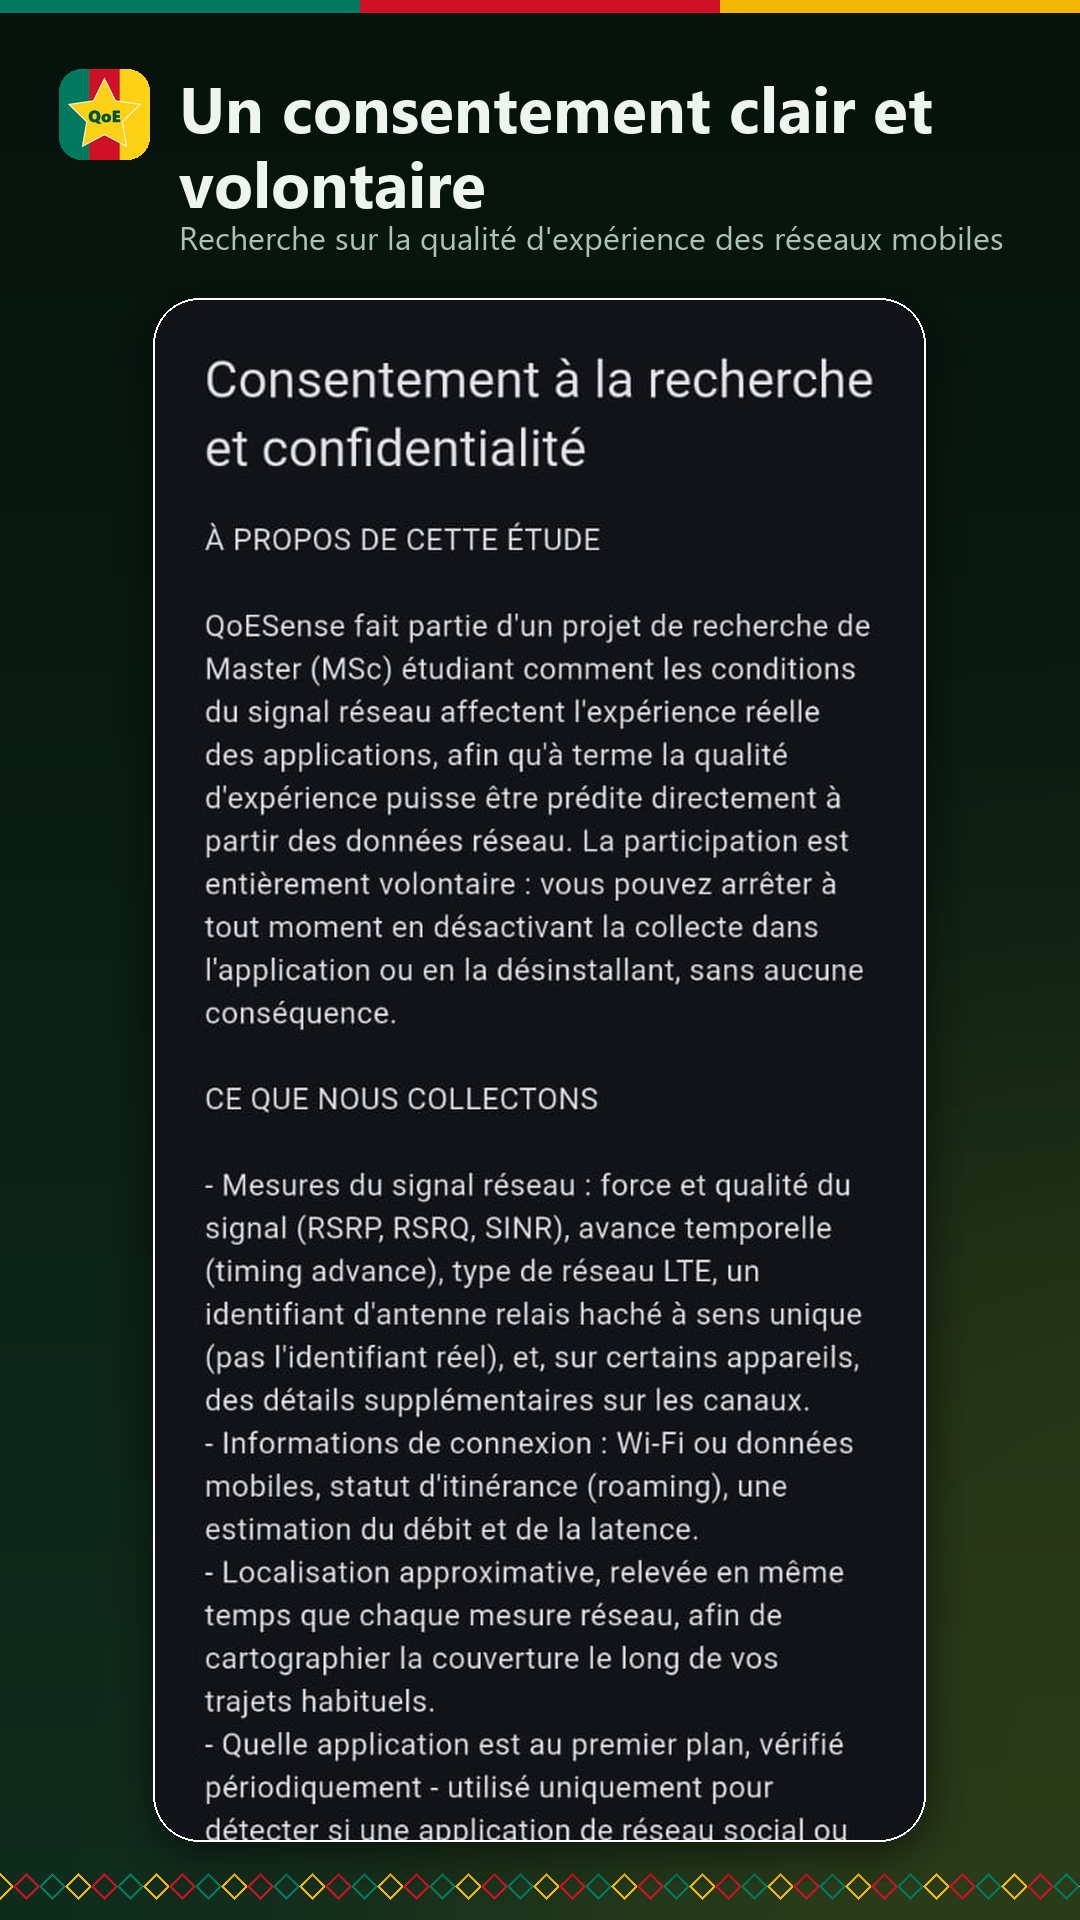 QoE
Un consentement clair et
volontaire
Recherche sur la qualité d'expérience des réseaux mobiles
Consentement à la recherche
et confidentialité
À PROPOS DE CETTE ÉTUDE
QoESense fait partie d'un projet de recherche de
Master (MSc) étudiant comment les conditions
du signal réseau affectent l'expérience réelle
des applications, afin qu'à terme la qualité
d'expérience puisse être prédite directement à
partir des données réseau. La participation est
entièrement volontaire : vous pouvez arrêter à
tout moment en désactivant la collecte dans
l'application ou en la désinstallant, sans aucune
conséquence.
CE QUE NOUS COLLECTONS
- Mesures du signal réseau : force et qualité du
signal (RSRP, RSRQ, SINR), avance temporelle
(timing advance), type de réseau LTE, un
identifiant d'antenne relais haché à sens unique
(pas l'identifiant réel), et, sur certains appareils,
des détails supplémentaires sur les canaux.
- Informations de connexion : Wi-Fi ou données
mobiles, statut d'itinérance (roaming), une
estimation du débit et de la latence.
- Localisation approximative, relevée en même
temps que chaque mesure réseau, afin de
cartographier la couverture le long de vos
trajets habituels.
- Quelle application est au premier plan, vérifié
périodiquement - utilisé uniquement pour
détecter si une application de réseau social ou